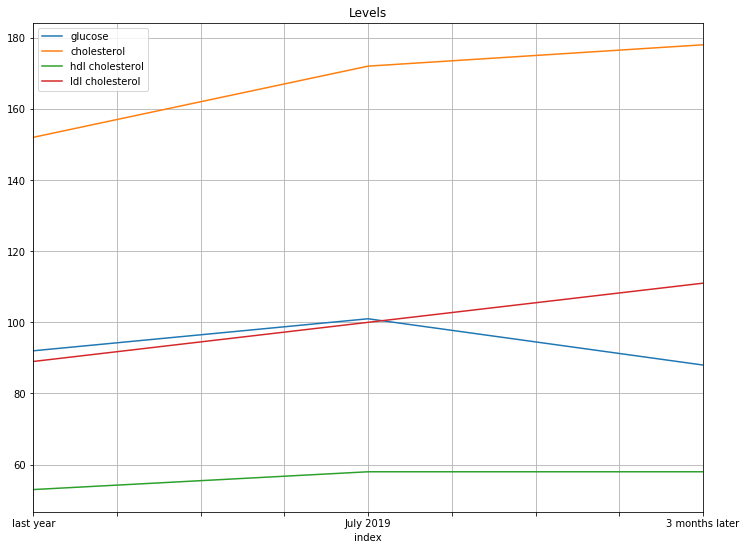 Levels
glucose
cholesterol
hdl cholesterol
ldl cholesterol
180
160
140
120
100
80
60
last year
July 2019
3 months later
index